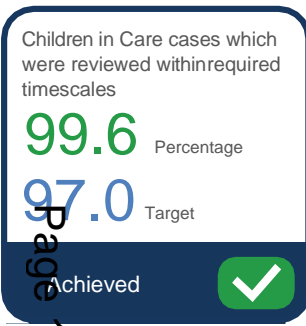 Children in Care cases which
were reviewed withinrequired
timescales
99.6 Percentage
97.0 Target
Achieved
Page